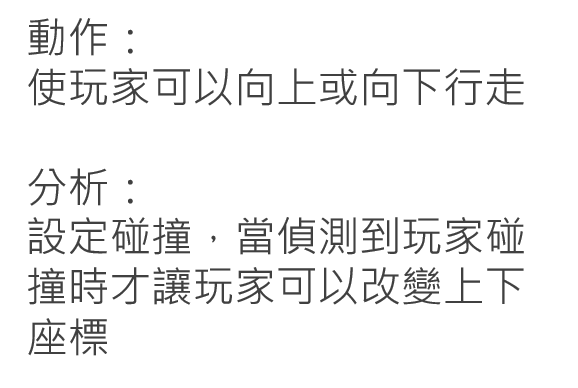 動作：
使玩家可以向上或向下行走
分析：
設定碰撞，當偵測到玩家碰
撞時才讓玩家可以改變上下
座標